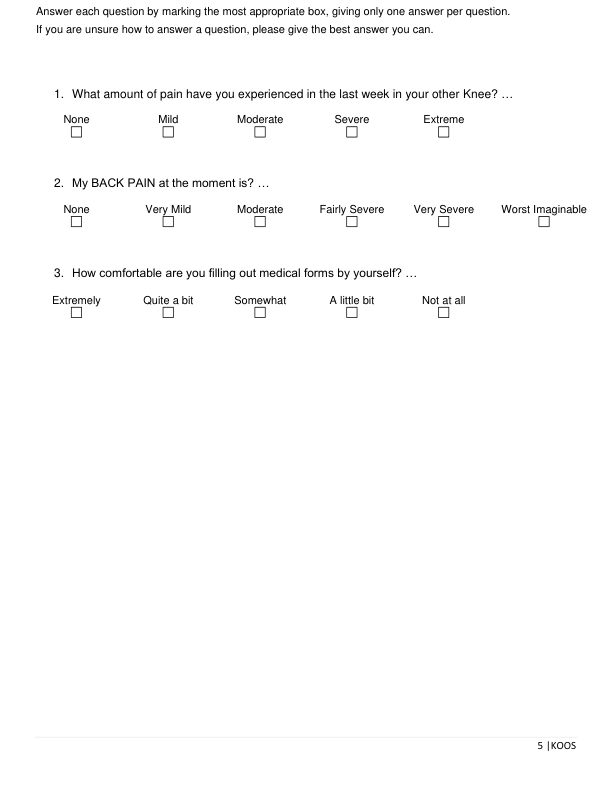 Answer each question by marking the most appropriate box, giving only one answer per question.
If you are unsure how to answer a question, please give the best answer you can.
1. What amount of pain have you experienced in the last week in your other Knee? …
None Mild Moderate Severe Extreme
☐ ☐ ☐ ☐ ☐
2. My BACK PAIN at the moment is? …
None Very Mild Moderate Fairly Severe Very Severe Worst Imaginable
☐ ☐ ☐ ☐ ☐ ☐
3. How comfortable are you filling out medical forms by yourself? …
Extremely Quite a bit Somewhat A little bit Not at all
☐ ☐ ☐ ☐ ☐
5 |KOOS